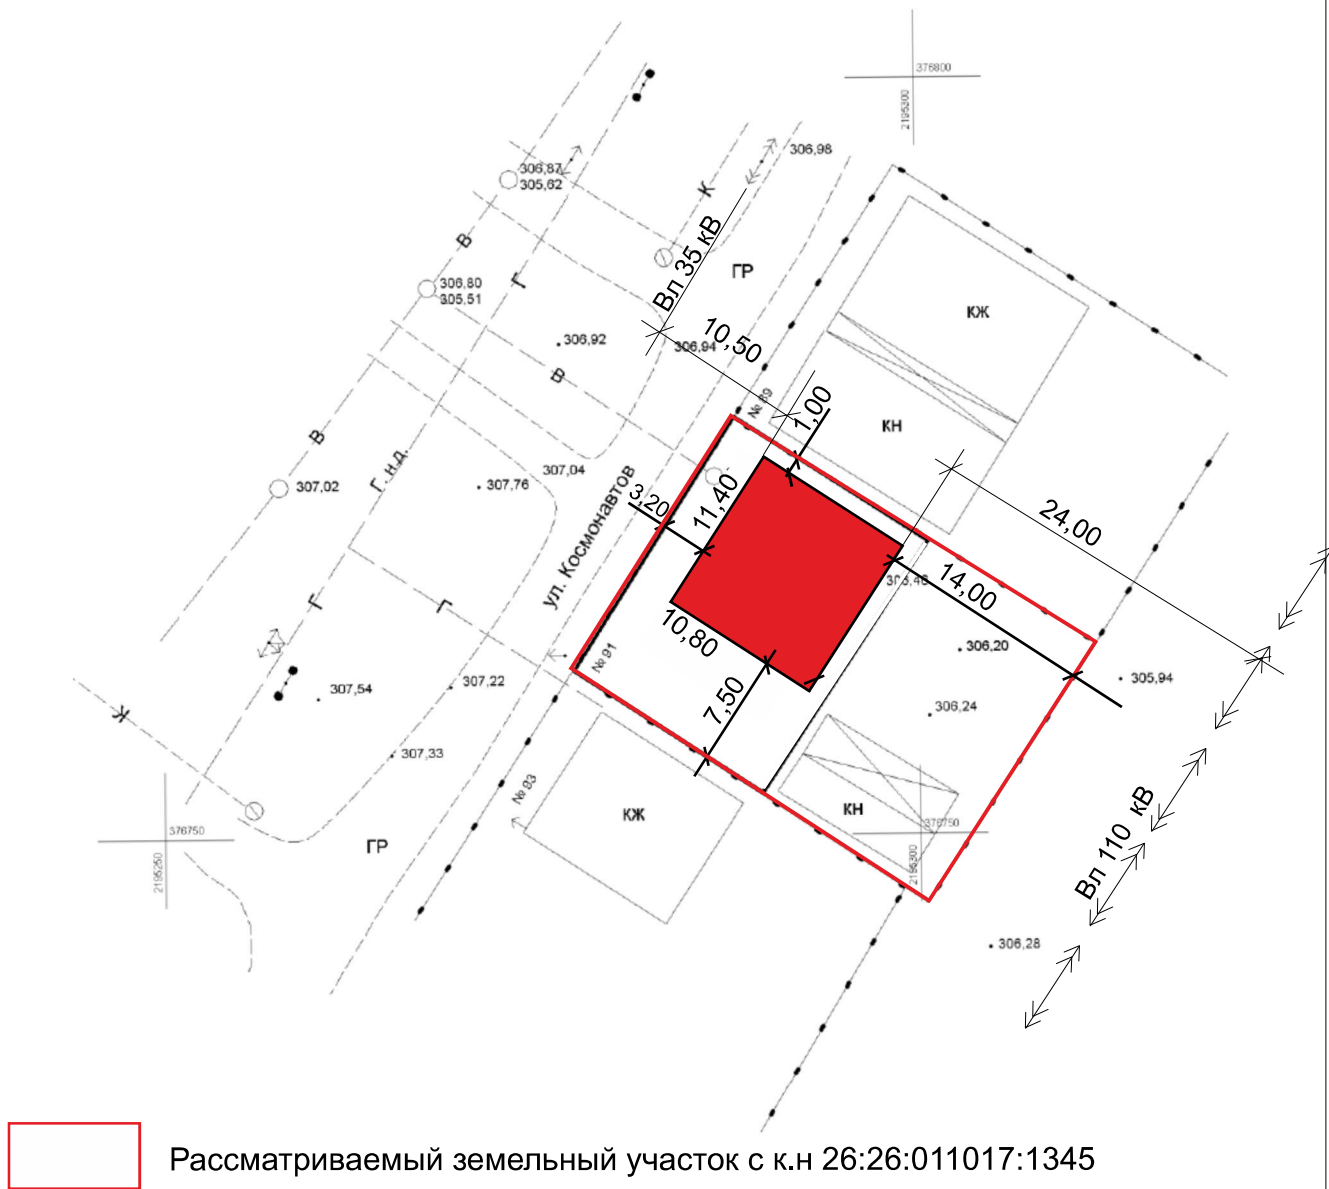 376800
2195300
306,98
306,87
305,62
К
В
Вл 35 кВ
ГР
Г
306,80
305,51
КЖ
306,92
306,94
10,50
В
№ 89
1,00
КН
В
Г.н.д.
307,04
307,76
307,02
ул. Космонавтов
3,20
11,40
24,00
14,00
Г
Г
10,80
306,20
№ 91
305,94
307,54
307,22
7,50
306,24
К
307,33
№ 93
КЖ
КН
376750
2195300
376750
2195250
ГР
Вл 110 кВ
306,28
Рассматриваемый земельный участок с к.н 26:26:011017:1345